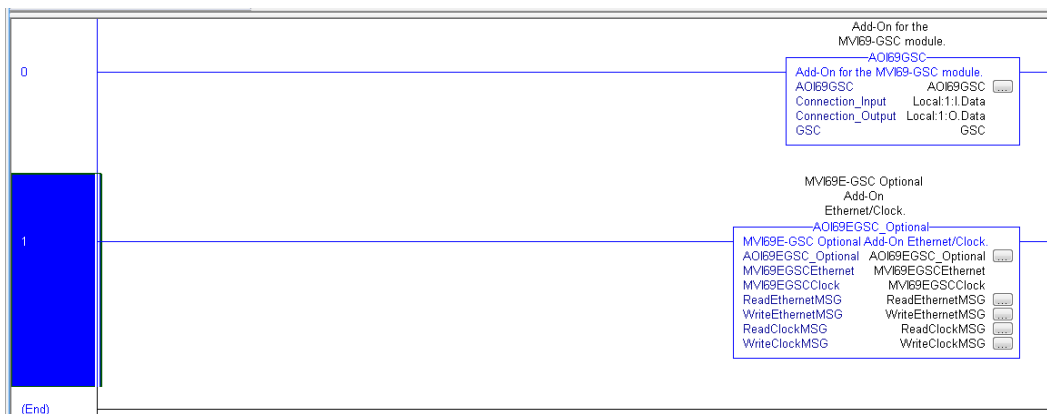 0
Add-On for the
MVI69-GSC module.
AOI69GSC
Add-On for the MVI69-GSC module.
AOI69GSC AOI69GSC ...
Connection_Input Local:1:I.Data
Connection_Output Local:1:O.Data
GSC GSC
1
MVI69E-GSC Optional
Add-On
Ethernet/Clock.
AOI69EGSC_Optional
MVI69E-GSC Optional Add-On Ethernet/Clock.
AOI69EGSC_Optional AOI69EGSC_Optional ...
MVI69EGSCEthernet MVI69EGSCEthernet
MVI69EGSCClock MVI69EGSCClock
ReadEthernetMSG ReadEthernetMSG ...
WriteEthernetMSG WriteEthernetMSG ...
ReadClockMSG ReadClockMSG ...
WriteClockMSG WriteClockMSG ...
(End)